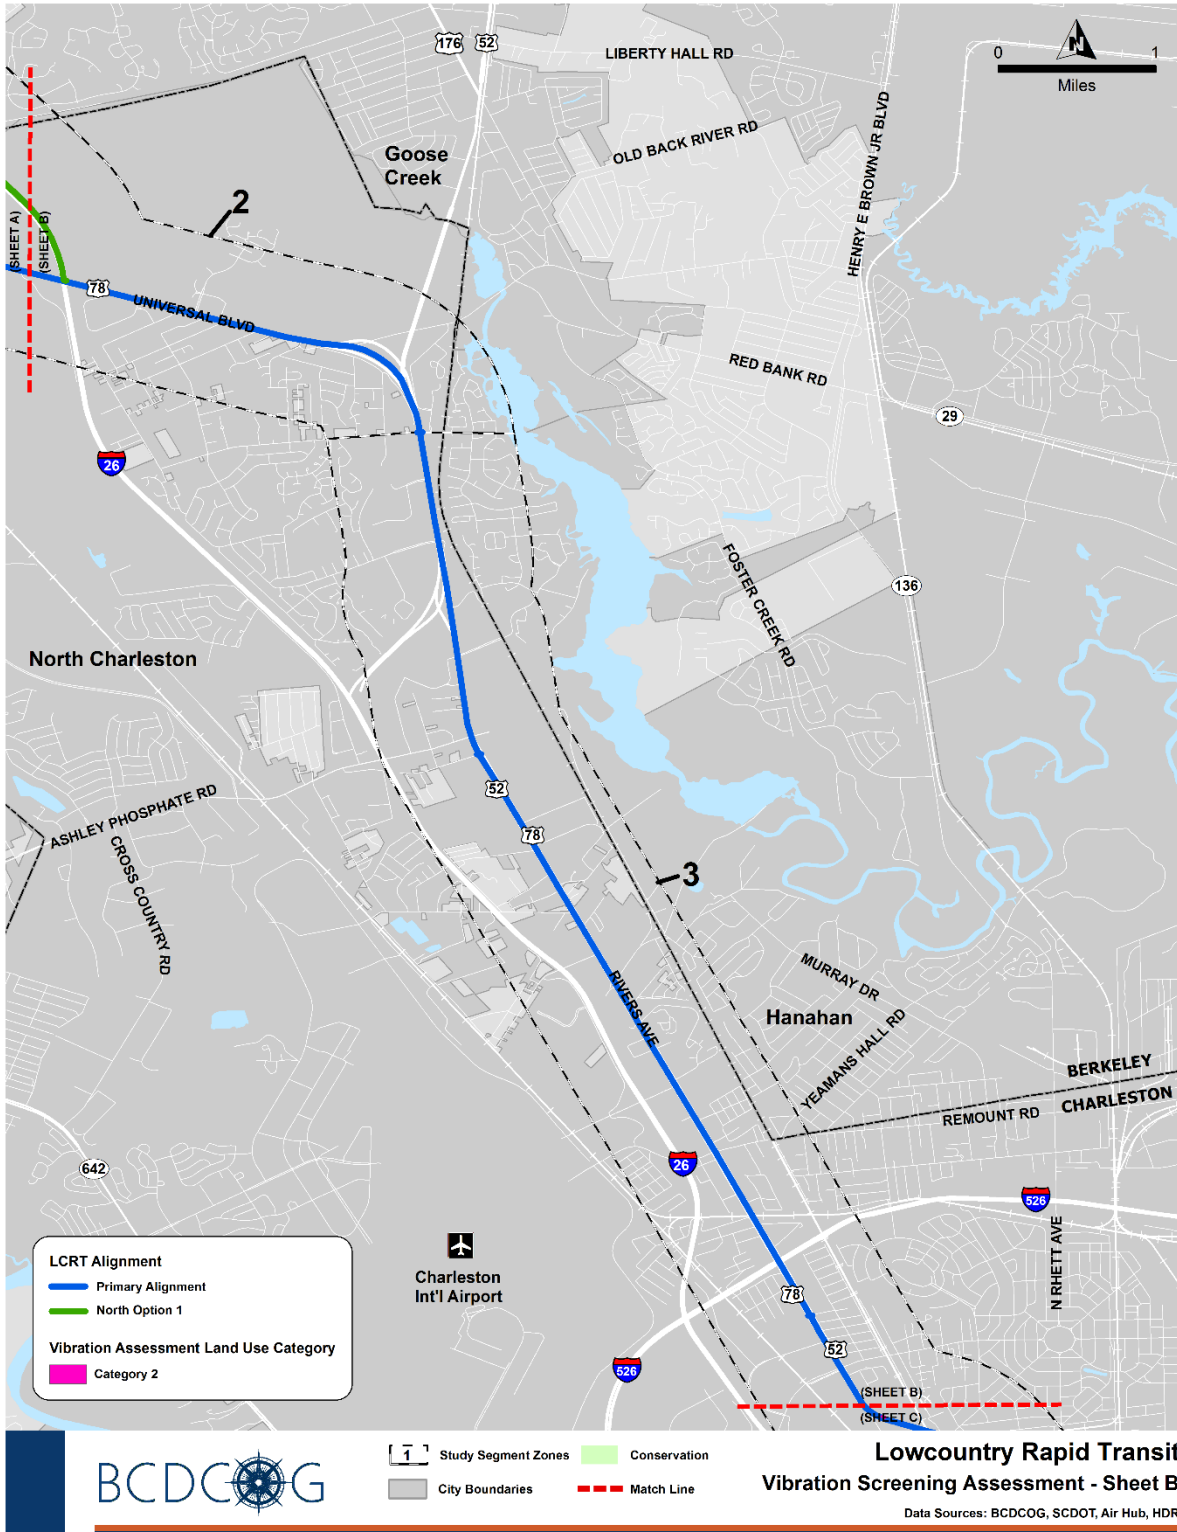 176
52
LIBERTY HALL RD
N
0
1
Miles
HENRY E BROWN JR BLVD
OLD BACK RIVER RD
Goose
Creek
2
(SHEET A)
(SHEET B)
78
UNIVERSAL BLVD
RED BANK RD
29
26
FOSTER CREEK RD
136
North Charleston
52
78
ASHLEY PHOSPHATE RD
CROSS COUNTRY RD
3
RIVERS AVE
MURRAY DR
Hanahan
YEAMANS HALL RD
BERKELEY
CHARLESTON
REMOUNT RD
642
26
526
N RHETT AVE
Charleston
Int'l Airport
78
52
526
(SHEET B)
(SHEET C)
LCRT Alignment
Primary Alignment
North Option 1
Vibration Assessment Land Use Category
Category 2
BCDCOG
1
Study Segment Zones
Conservation
City Boundaries
Match Line
Lowcountry Rapid Transit
Vibration Screening Assessment - Sheet B
Data Sources: BCDCOG, SCDOT, Air Hub, HDR